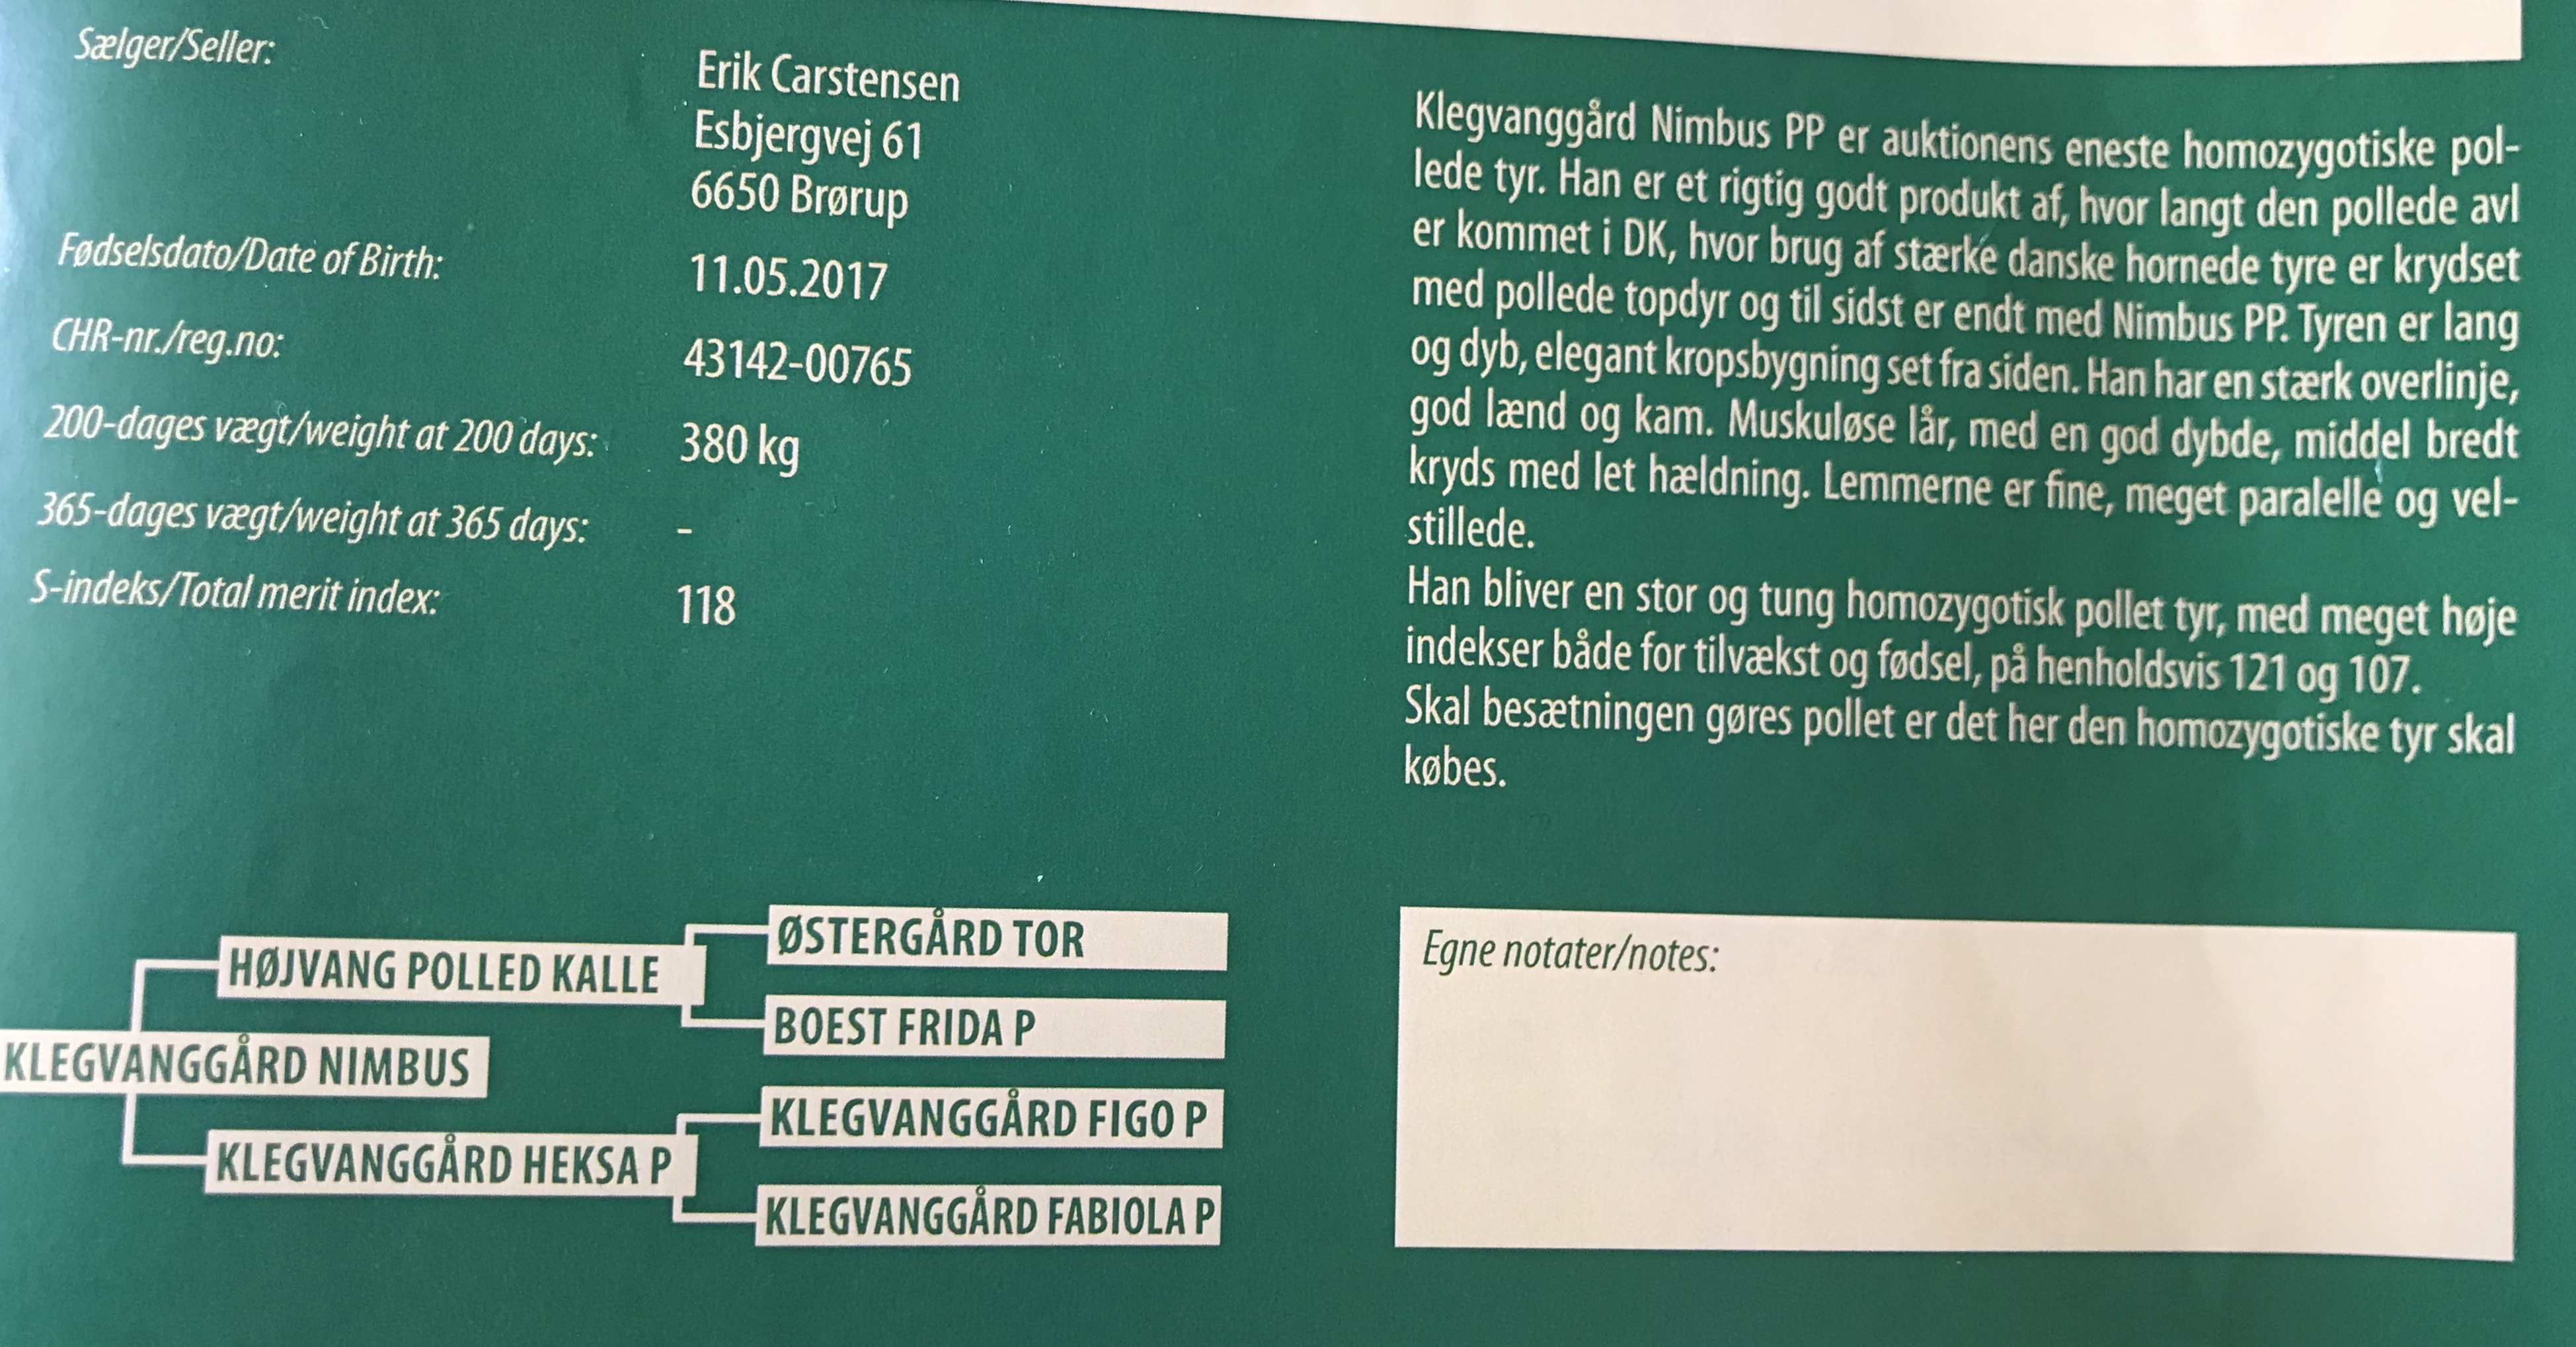 Sælger/Seller:
Erik Carstensen
Esbjergvej 61
6650 Brørup
Fødselsdato/Date of Birth:
11.05.2017
CHR-nr./reg.no:
43142-00765
200-dages vægt/weight at 200 days:
380 kg
365-dages vægt/weight at 365 days:
-
S-indeks/Total merit index:
118
Klegvanggård Nimbus PP er auktionens eneste homozygotiske pol-
lede tyr. Han er et rigtig godt produkt af, hvor langt den pollede avl
er kommet i DK, hvor brug af stærke danske hornede tyre er krydset
med pollede topdyr og til sidst er endt med Nimbus PP. Tyren er lang
og dyb, elegant kropsbygning set fra siden. Han har en stærk overlinje,
god lænd og kam. Muskuløse lår, med en god dybde, middel bredt
kryds med let hældning. Lemmerne er fine, meget paralelle og vel-
stillede.
Han bliver en stor og tung homozygotisk pollet tyr, med meget høje
indekser både for tilvækst og fødsel, på henholdsvis 121 og 107.
Skal besætningen gøres pollet er det her den homozygotiske tyr skal
købes.
ØSTERGÅRD TOR
HØJVANG POLLED KALLE
BOEST FRIDA P
KLEGVANGGÅRD NIMBUS
KLEGVANGGÅRD FIGO P
KLEGVANGGÅRD HEKSA P
KLEGVANGGÅRD FABIOLA P
Egne notater/notes: